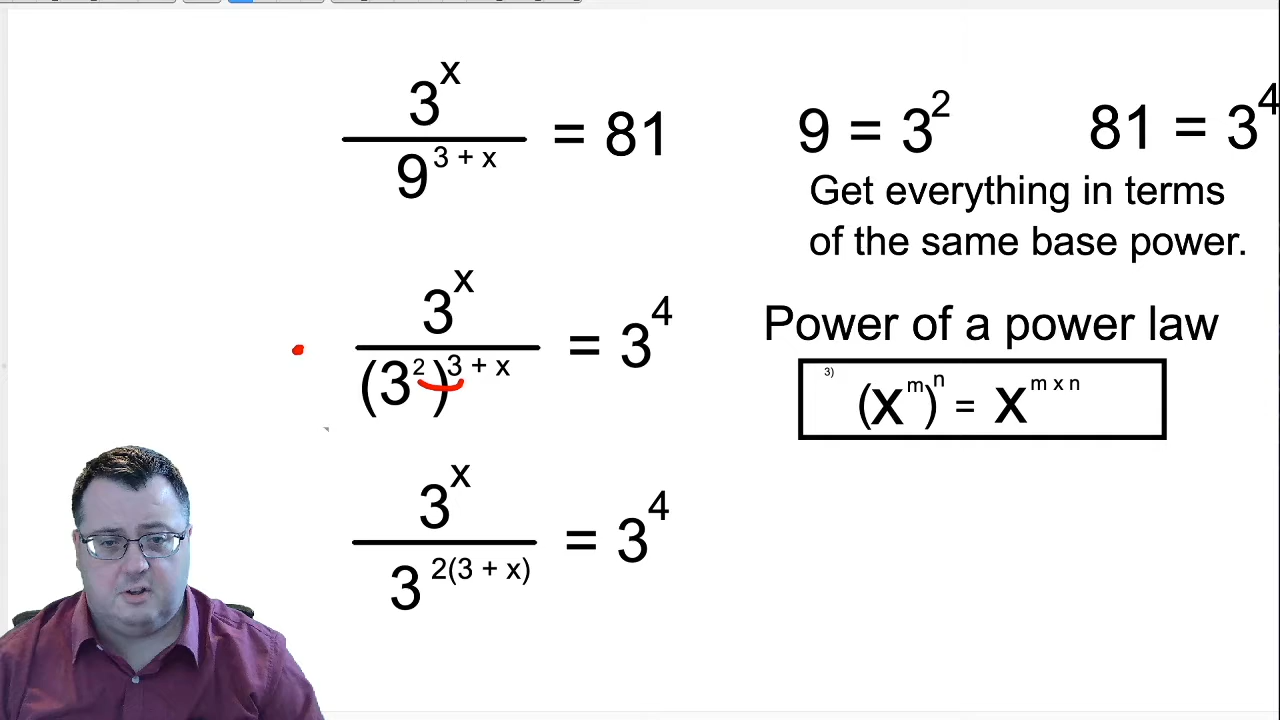 3^x / 9^(3 + x) = 81
9 = 3^2
81 = 3^4
Get everything in terms
of the same base power.
3^x / (3^2)^(3 + x) = 3^4
Power of a power law
3) (x^m)^n = x^(m x n)
3^x / 3^(2(3 + x)) = 3^4